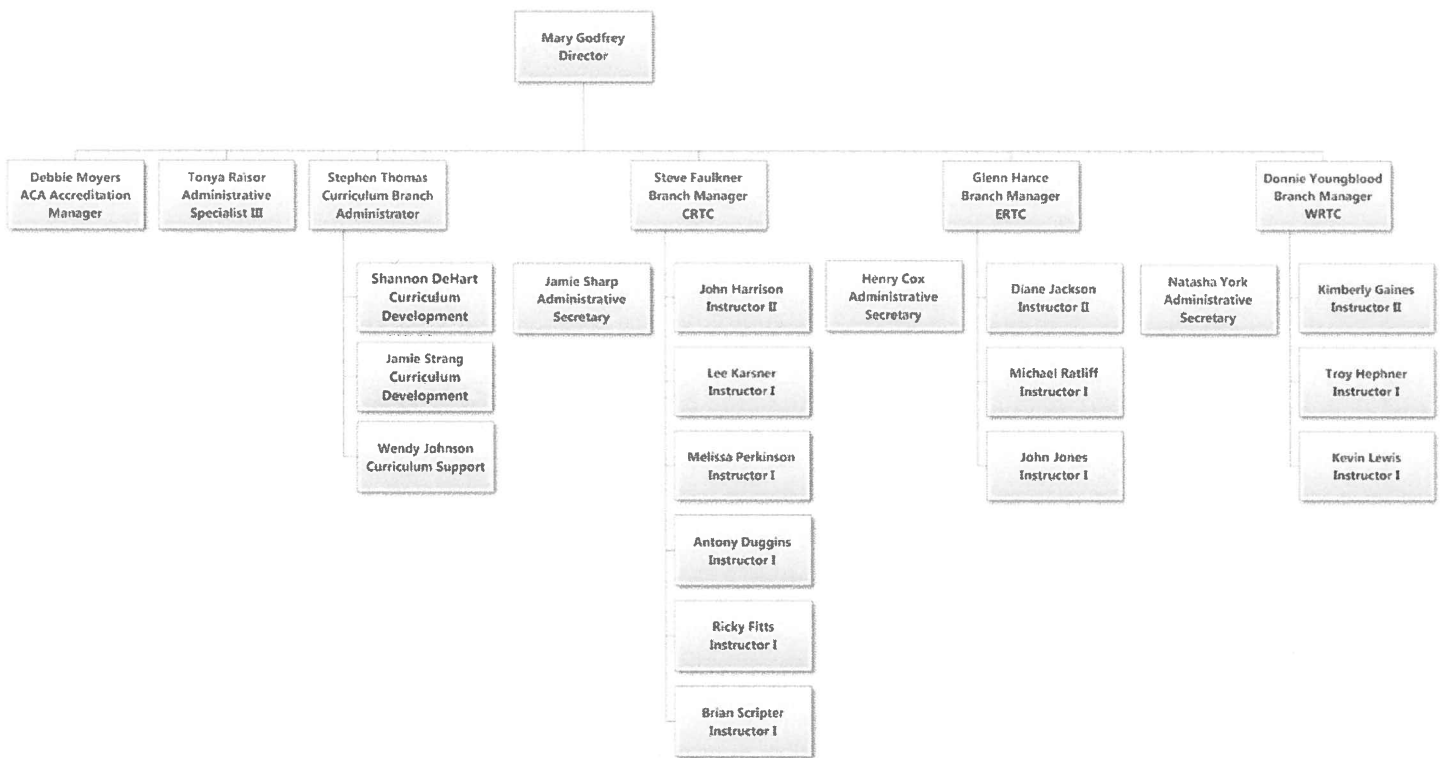 Mary Godfrey
Director
Debbie Moyers
ACA Accreditation
Manager
Tonya Raisor
Administrative
Specialist III
Stephen Thomas
Curriculum Branch
Administrator
Steve Faulkner
Branch Manager
CRTC
Glenn Hance
Branch Manager
ERTC
Donnie Youngblood
Branch Manager
WRTC
Shannon DeHart
Curriculum
Development
Jamie Strang
Curriculum
Development
Wendy Johnson
Curriculum Support
Jamie Sharp
Administrative
Secretary
John Harrison
Instructor II
Lee Karsner
Instructor I
Melissa Perkinson
Instructor I
Antony Duggins
Instructor I
Ricky Fitts
Instructor I
Brian Scripter
Instructor I
Henry Cox
Administrative
Secretary
Diane Jackson
Instructor II
Michael Ratliff
Instructor I
John Jones
Instructor I
Natasha York
Administrative
Secretary
Kimberly Gaines
Instructor II
Troy Hephner
Instructor I
Kevin Lewis
Instructor I